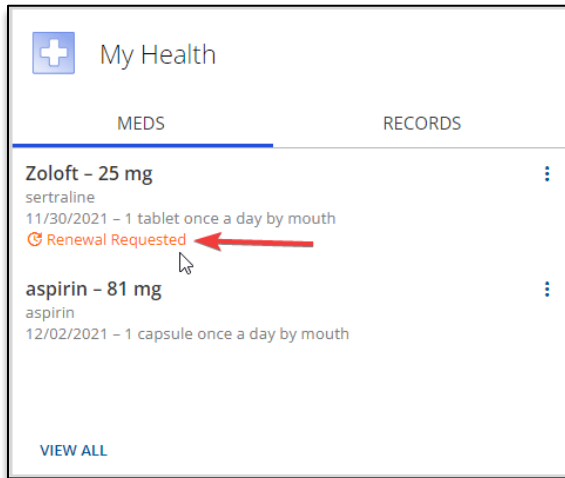 My Health
MEDS RECORDS
Zoloft – 25 mg
sertraline
11/30/2021 – 1 tablet once a day by mouth
Renewal Requested
aspirin – 81 mg
aspirin
12/02/2021 – 1 capsule once a day by mouth
VIEW ALL